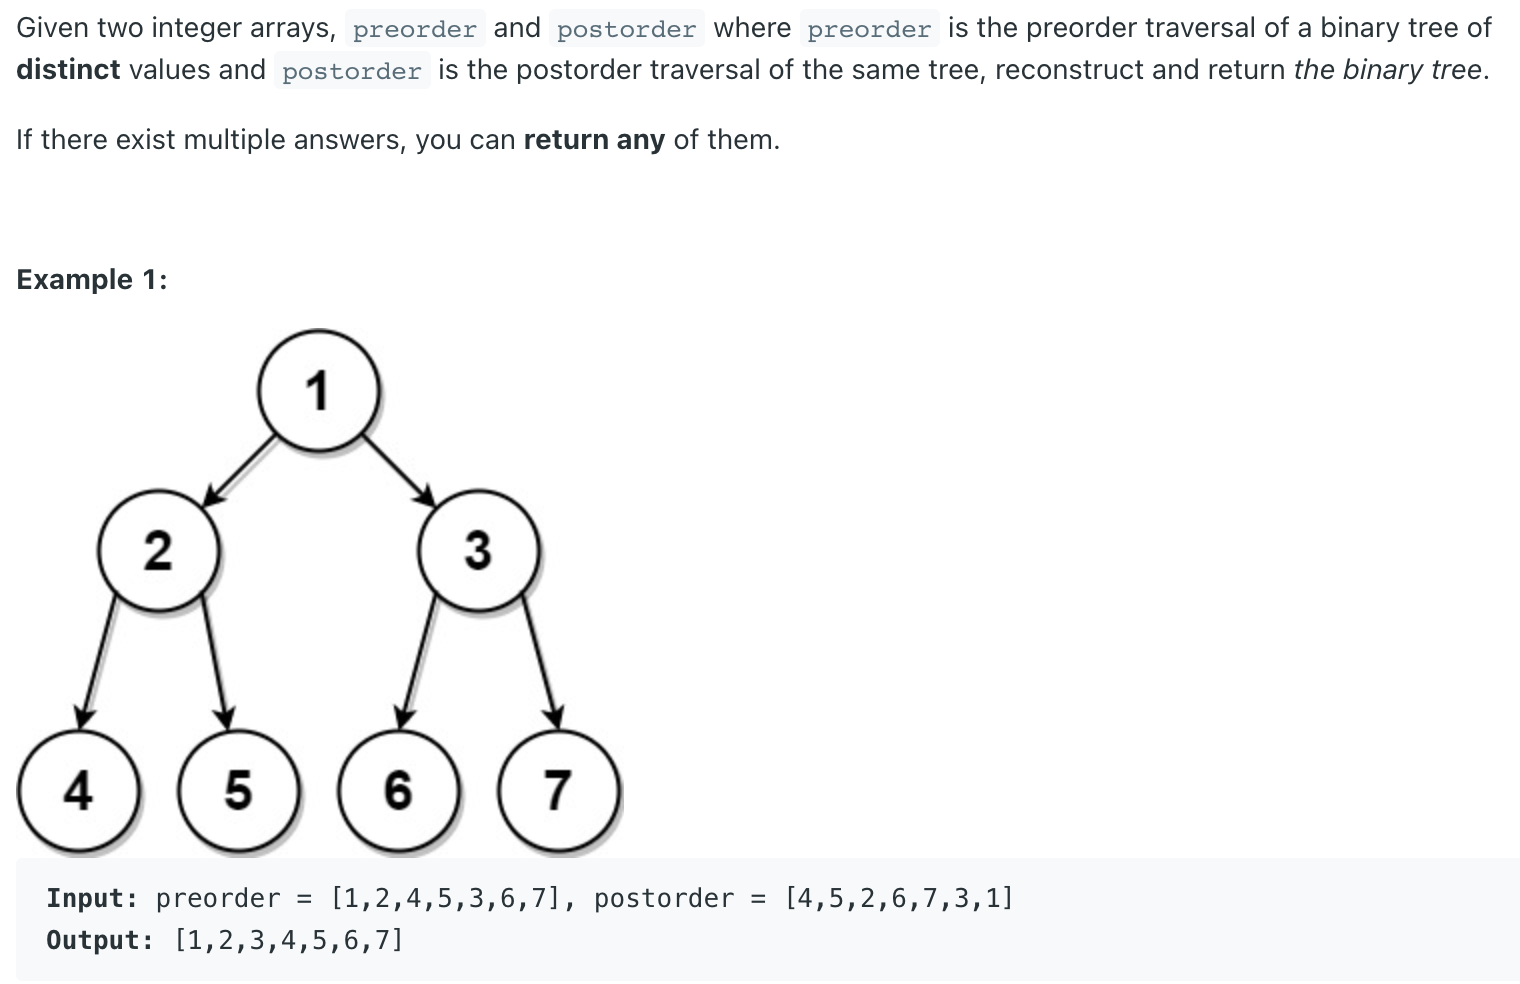 Given two integer arrays, preorder and postorder where preorder is the preorder traversal of a binary tree of
distinct values and postorder is the postorder traversal of the same tree, reconstruct and return the binary tree.
If there exist multiple answers, you can return any of them.
Example 1:
1
2 3
4 5 6 7
Input: preorder = [1,2,4,5,3,6,7], postorder = [4,5,2,6,7,3,1]
Output: [1,2,3,4,5,6,7]